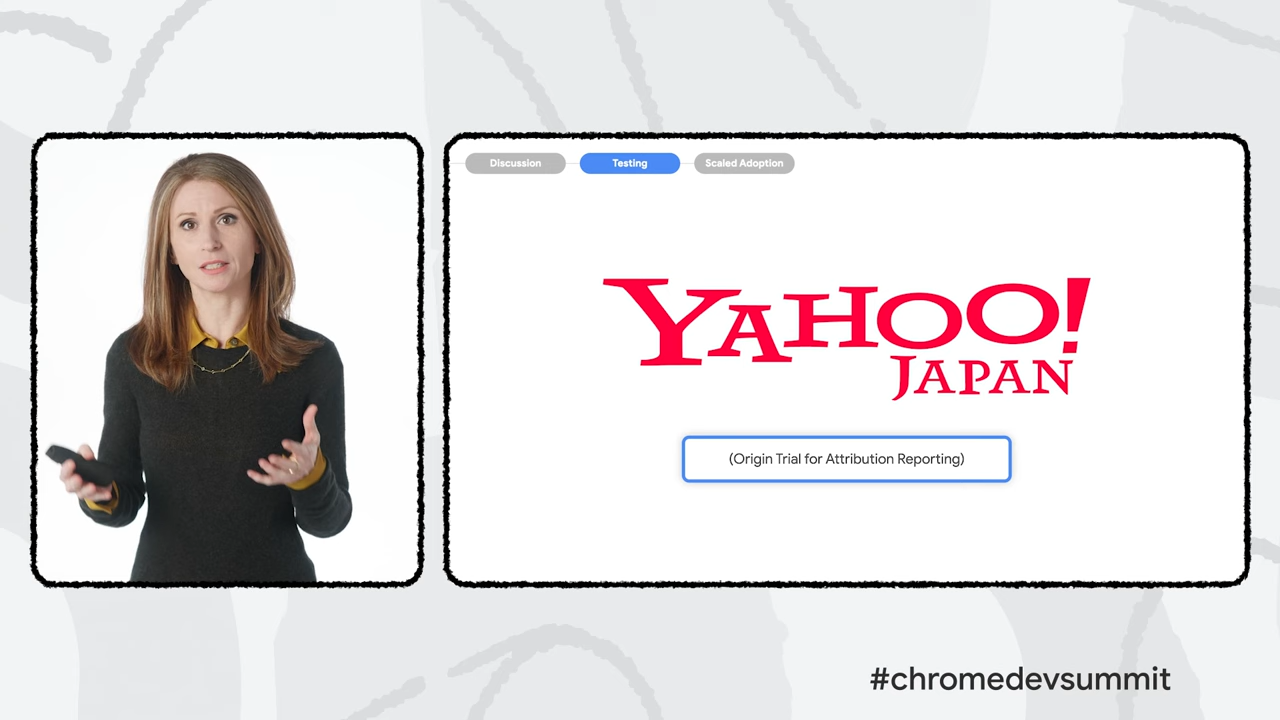 Discussion
Testing
Scaled Adoption
YAHOO!
JAPAN
(Origin Trial for Attribution Reporting)
#chromedevsummit